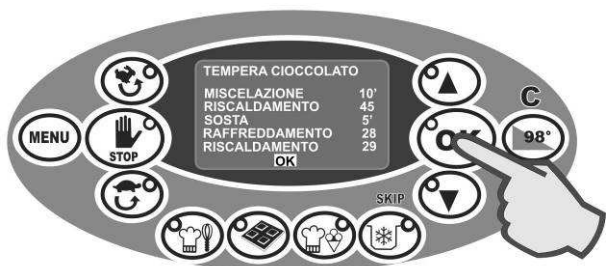 TEMPERA CIOCCOLATO
MISCELAZIONE 10'
RISCALDAMENTO 45
SOSTA 5'
RAFFREDDAMENTO 28
RISCALDAMENTO 29
OK
C
MENU
STOP
OK
98°
SKIP